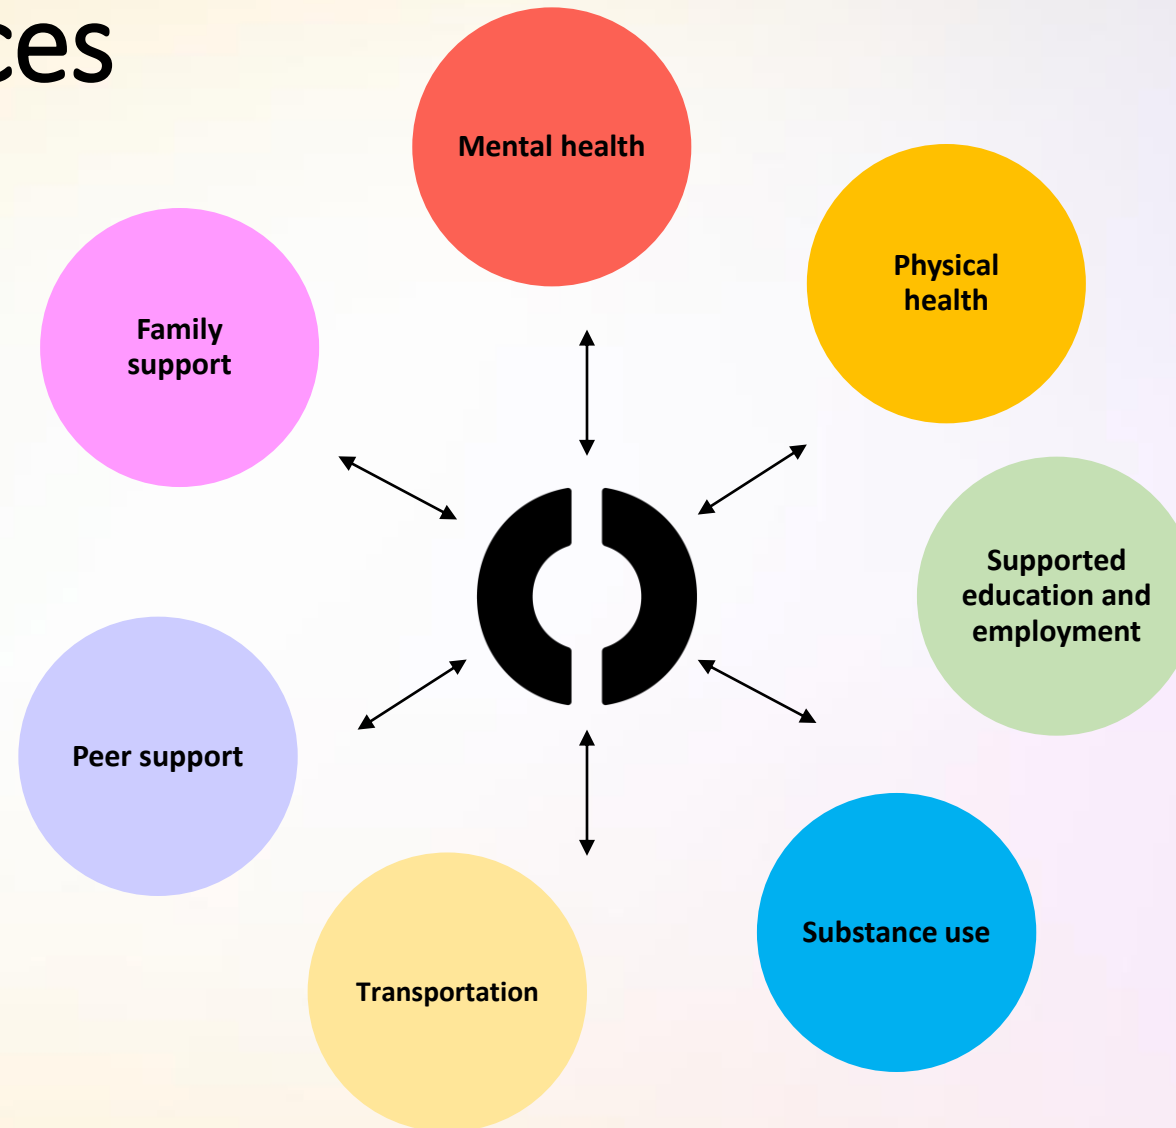 ces
Mental health
Physical
health
Family
support
Supported
education and
employment
Peer support
Substance use
Transportation